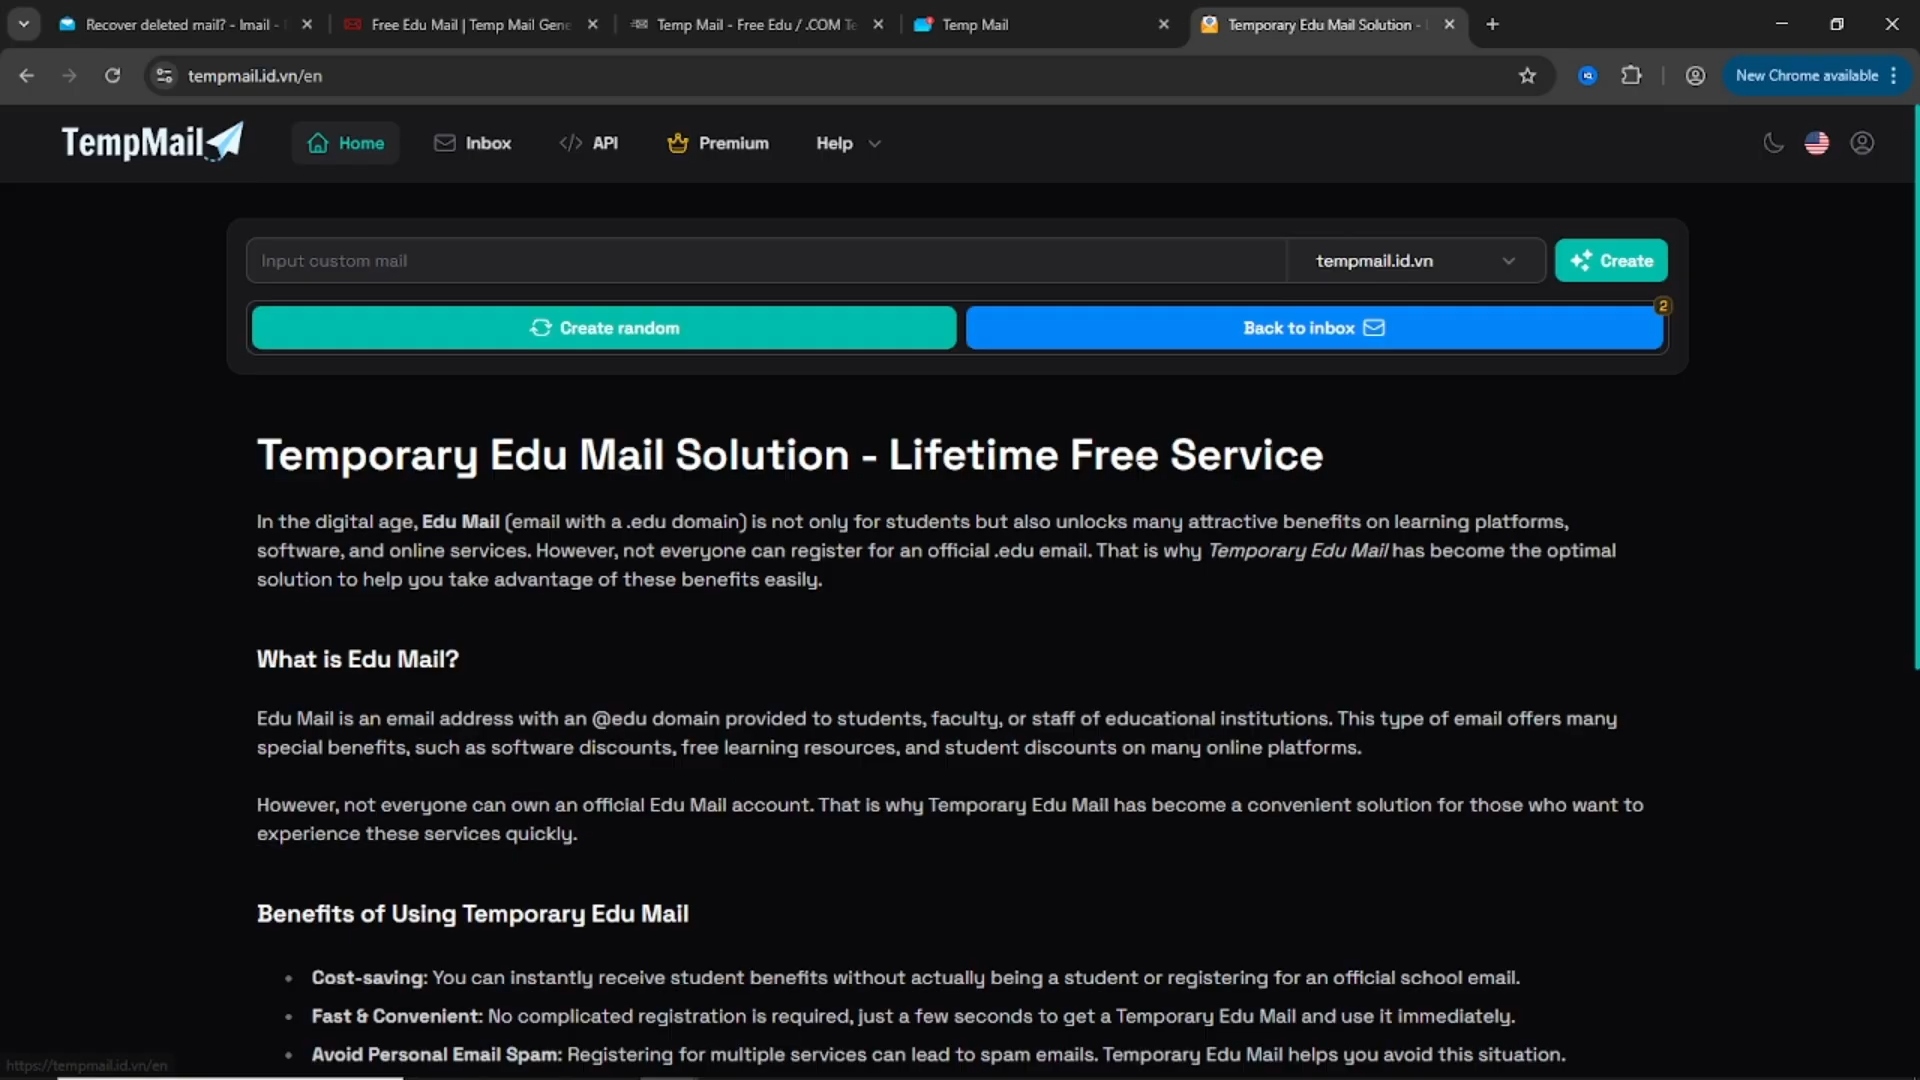 Recover deleted mail? - Imail -
Free Edu Mail | Temp Mail Gene
Temp Mail - Free Edu / .COM Te
Temp Mail
Temporary Edu Mail Solution -
tempmail.id.vn/en
New Chrome available
TempMail
Home
Inbox
</> API
Premium
Help
Input custom mail
tempmail.id.vn
Create
2
Create random
Back to inbox
Temporary Edu Mail Solution - Lifetime Free Service
In the digital age, Edu Mail (email with a .edu domain) is not only for students but also unlocks many attractive benefits on learning platforms,
software, and online services. However, not everyone can register for an official .edu email. That is why Temporary Edu Mail has become the optimal
solution to help you take advantage of these benefits easily.
What is Edu Mail?
Edu Mail is an email address with an @edu domain provided to students, faculty, or staff of educational institutions. This type of email offers many
special benefits, such as software discounts, free learning resources, and student discounts on many online platforms.
However, not everyone can own an official Edu Mail account. That is why Temporary Edu Mail has become a convenient solution for those who want to
experience these services quickly.
Benefits of Using Temporary Edu Mail
• Cost-saving: You can instantly receive student benefits without actually being a student or registering for an official school email.
• Fast & Convenient: No complicated registration is required, just a few seconds to get a Temporary Edu Mail and use it immediately.
• Avoid Personal Email Spam: Registering for multiple services can lead to spam emails. Temporary Edu Mail helps you avoid this situation.
https://tempmail.id.vn/en